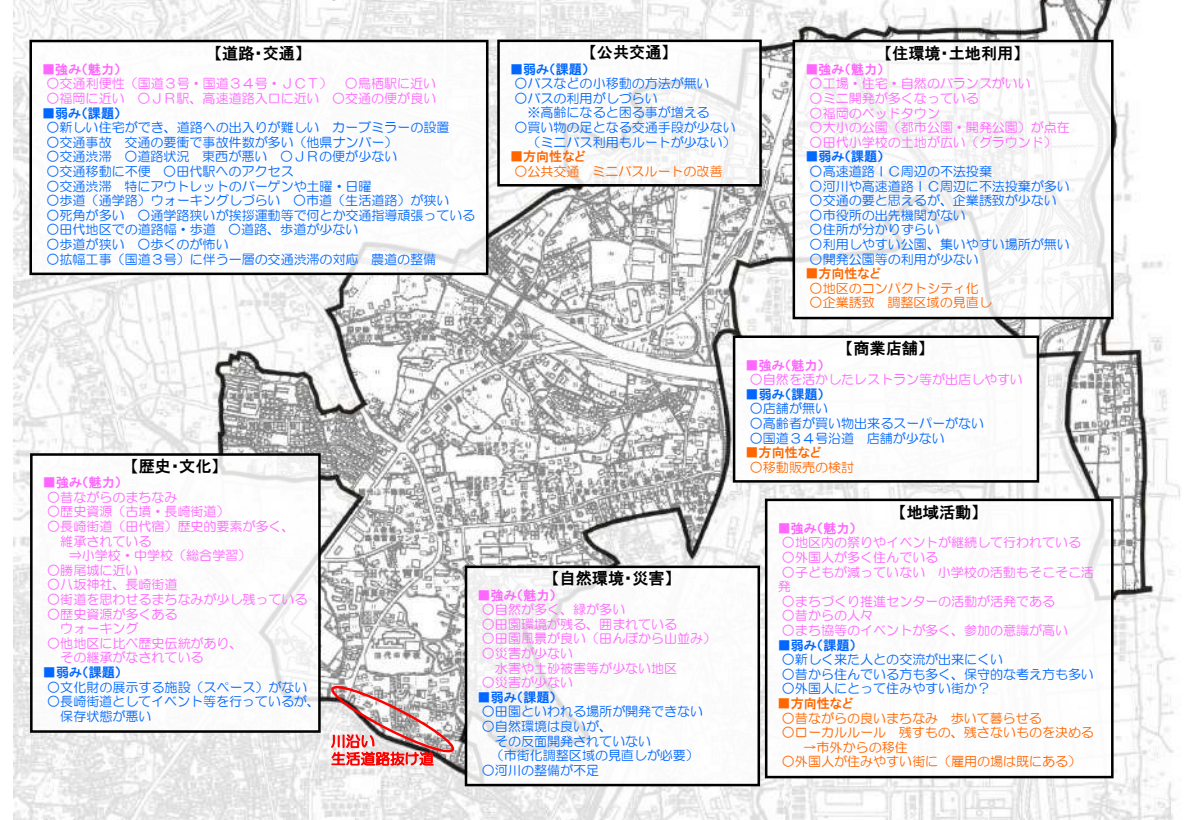 【道路・交通】
■強み（魅力）
○交通利便性（国道３号・国道３４号・ＪＣＴ）　○鳥栖駅に近い
○福岡に近い　○ＪＲ駅、高速道路入口に近い　○交通の便が良い
■弱み（課題）
○新しい住宅ができ、道路への出入りが難しい　カーブミラーの設置
○交通事故　交通の要衝で事故件数が多い（他県ナンバー）
○交通渋滞　○道路状況　東西が悪い　○ＪＲの便が少ない
○交通移動に不便　○田代駅へのアクセス
○交通渋滞　特にアウトレットのバーゲンや土曜・日曜
○歩道（通学路）ウォーキングしづらい　○市道（生活道路）が狭い
○死角が多い　○通学路狭いが挨拶運動等で何とか交通指導頑張っている
○田代地区での道路幅・歩道　○道路、歩道が少ない
○歩道が狭い　○歩くのが怖い
○拡幅工事（国道３号）に伴う一層の交通渋滞の対応　農道の整備
【公共交通】
■弱み（課題）
○バスなどの小移動の方法が無い
○バスの利用がしづらい
※高齢になると困る事が増える
○買い物の足となる交通手段が少ない
（ミニバス利用もルートが少ない）
■方向性など
○公共交通　ミニバスルートの改善
【住環境・土地利用】
■強み（魅力）
○工場・住宅・自然のバランスがいい
○ミニ開発が多くなっている
○福岡のベッドタウン
○大小の公園（都市公園・開発公園）が点在
○田代小学校の土地が広い（グラウンド）
■弱み（課題）
○高速道路ＩＣ周辺の不法投棄
○河川や高速道路ＩＣ周辺に不法投棄が多い
○交通の要と思えるが、企業誘致が少ない
○市役所の出先機関がない
○住所が分かりずらい
○利用しやすい公園、集いやすい場所が無い
○開発公園等の利用が少ない
■方向性など
○地区のコンパクトシティ化
○企業誘致　調整区域の見直し
【商業店舗】
■強み（魅力）
○自然を活かしたレストラン等が出店しやすい
■弱み（課題）
○店舗が無い
○高齢者が買い物出来るスーパーがない
○国道３４号沿道　店舗が少ない
■方向性など
○移動販売の検討
【歴史・文化】
■強み（魅力）
○昔ながらのまちなみ
○歴史資源（古墳・長崎街道）
○長崎街道（田代宿）歴史的要素が多く、
継承されている
⇒小学校・中学校（総合学習）
○勝尾城に近い
○八坂神社、長崎街道
○街道を思わせるまちなみが少し残っている
○歴史資源が多くある
ウォーキング
○他地区に比べ歴史伝統があり、
その継承がなされている
■弱み（課題）
○文化財の展示する施設（スペース）がない
○長崎街道としてイベント等を行っているが、
保存状態が悪い
川沿い
生活道路抜け道
田代中学校
【自然環境・災害】
■強み（魅力）
○自然が多く、緑が多い
○田園環境が残る、囲まれている
○田園風景が良い（田んぼから山並み）
○災害が少ない
水害や土砂被害等が少ない地区
○災害が少ない
■弱み（課題）
○田園といわれる場所が開発できない
○自然環境は良いが、
その反面開発されていない
（市街化調整区域の見直しが必要）
○河川の整備が不足
【地域活動】
■強み（魅力）
○地区内の祭りやイベントが継続して行われている
○外国人が多く住んでいる
○子どもが減っていない　小学校の活動もそこそこ活
発
○まちづくり推進センターの活動が活発である
○昔からの人々
○まち協等のイベントが多く、参加の意識が高い
■弱み（課題）
○新しく来た人との交流が出来にくい
○昔から住んでいる方も多く、保守的な考え方も多い
○外国人にとって住みやすい街か？
■方向性など
○昔ながらの良いまちなみ　歩いて暮らせる
○ローカルルール　残すもの、残さないものを決める
→市外からの移住
○外国人が住みやすい街に（雇用の場は既にある）